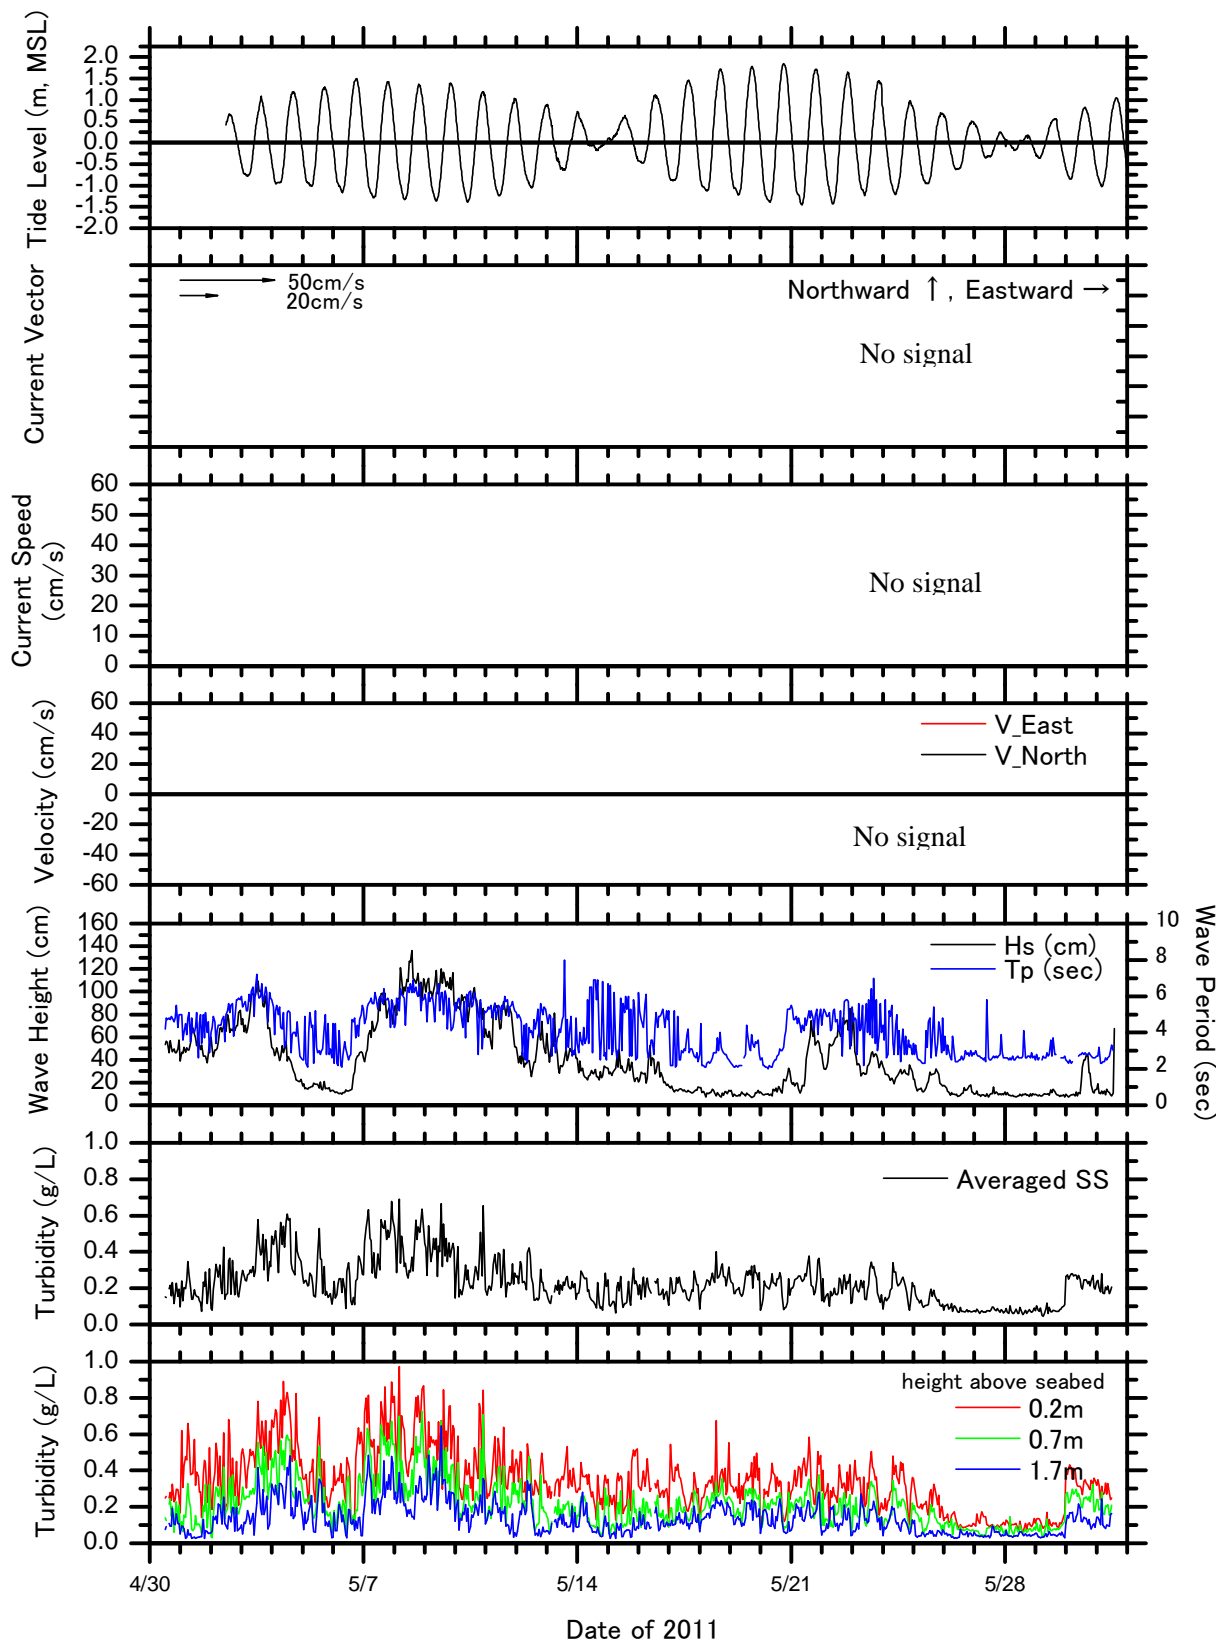 Tide Level (m, MSL)
2.0
1.5
1.0
0.5
0.0
-0.5
-1.0
-1.5
-2.0
Current Vector
50cm/s
20cm/s
Northward ↑, Eastward →
No signal
Current Speed
(cm/s)
60
50
40
30
20
10
0
No signal
Velocity (cm/s)
60
40
20
0
-20
-40
-60
V_East
V_North
No signal
Wave Height (cm)
160
140
120
100
80
60
40
20
0
Hs (cm)
Tp (sec)
10
8
6
4
2
0
Wave Period (sec)
Turbidity (g/L)
1.0
0.8
0.6
0.4
0.2
0.0
Averaged SS
Turbidity (g/L)
1.0
0.8
0.6
0.4
0.2
0.0
height above seabed
0.2m
0.7m
1.7m
4/30 5/7 5/14 5/21 5/28
Date of 2011